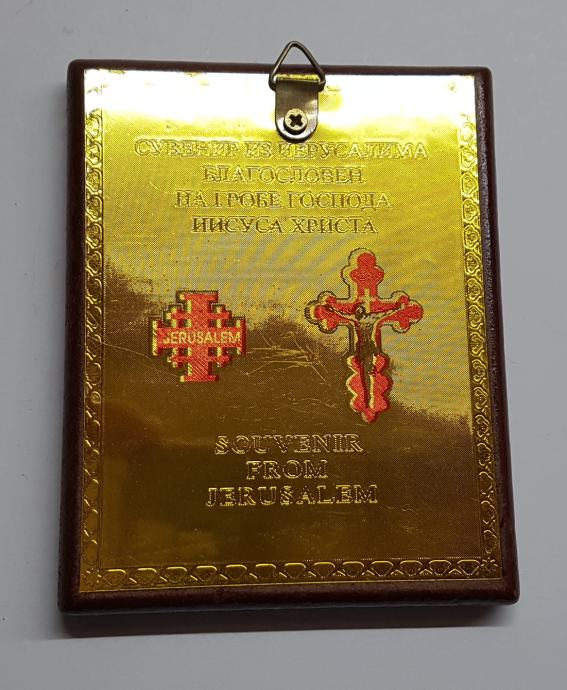 СУВЕНИР ИЗ ИЕРУСАЛИМА
БЛАГОСЛОВЕН
НА ГРОБЕ ГОСПОДА
ИИСУСА ХРИСТА
JERUSALEM
SOUVENIR
FROM
JERUSALEM